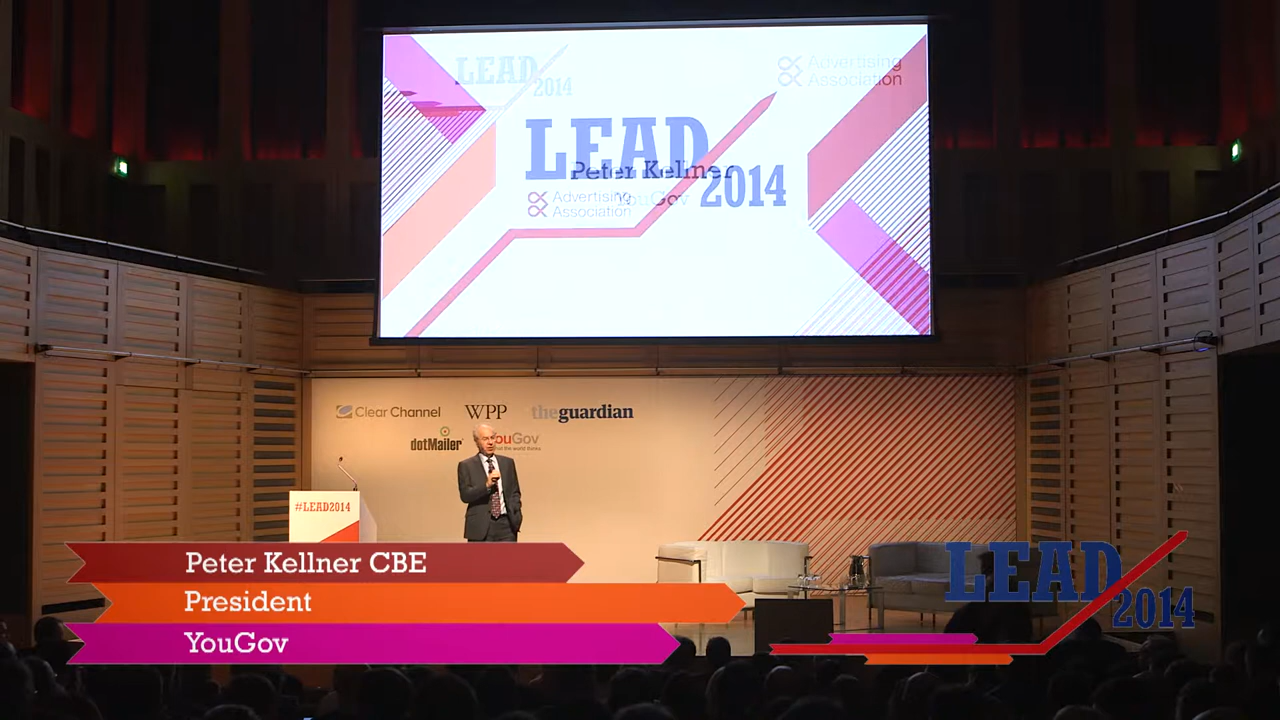 LEAD
2014
Advertising
Association
LEAD
2014
Peter Kellner
YouGov
Advertising
Association
Clear Channel
WPP
theguardian
dotMailer
ouGov
#LEAD2014
Peter Kellner CBE
President
YouGov
LEAD
2014